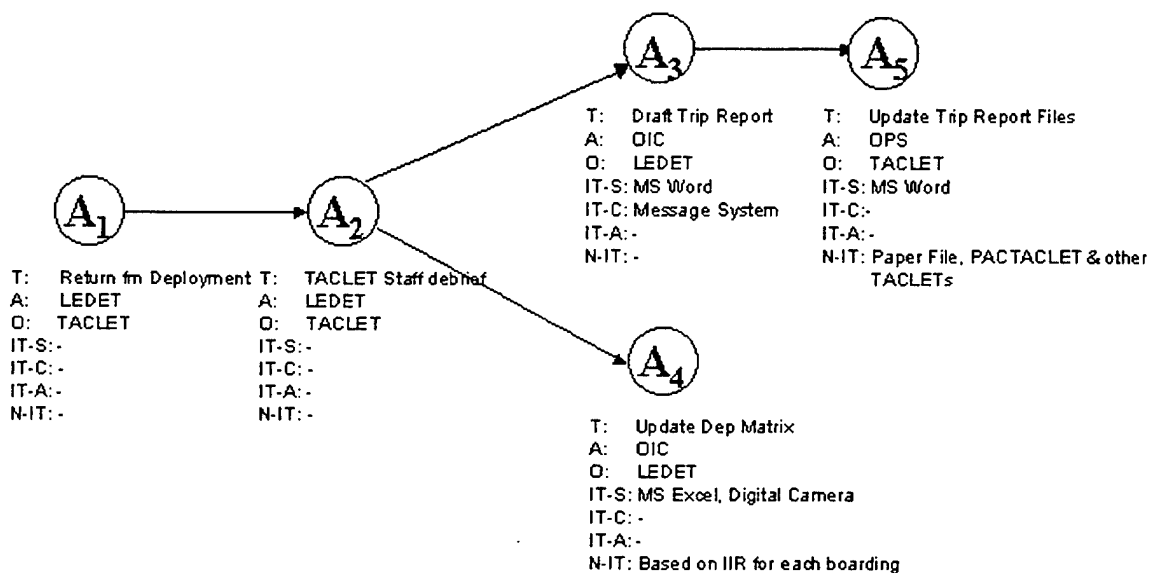 A1
T: Return fm Deployment
A: LEDET
O: TACLET
IT-S:-
IT-C:-
IT-A:-
N-IT:-
A2
T: TACLET Staff debrief
A: LEDET
O: TACLET
IT-S:-
IT-C:-
IT-A:-
N-IT:-
A3
T: Draft Trip Report
A: OIC
O: LEDET
IT-S: MS Word
IT-C: Message System
IT-A:-
N-IT: -
A5
T: Update Trip Report Files
A: OPS
O: TACLET
IT-S: MS Word
IT-C:-
IT-A:-
N-IT: Paper File, PACTACLET & other
TACLETs
A4
T: Update Dep Matrix
A: OIC
O: LEDET
IT-S: MS Excel, Digital Camera
IT-C: -
IT-A:-
N-IT: Based on IIR for each boarding